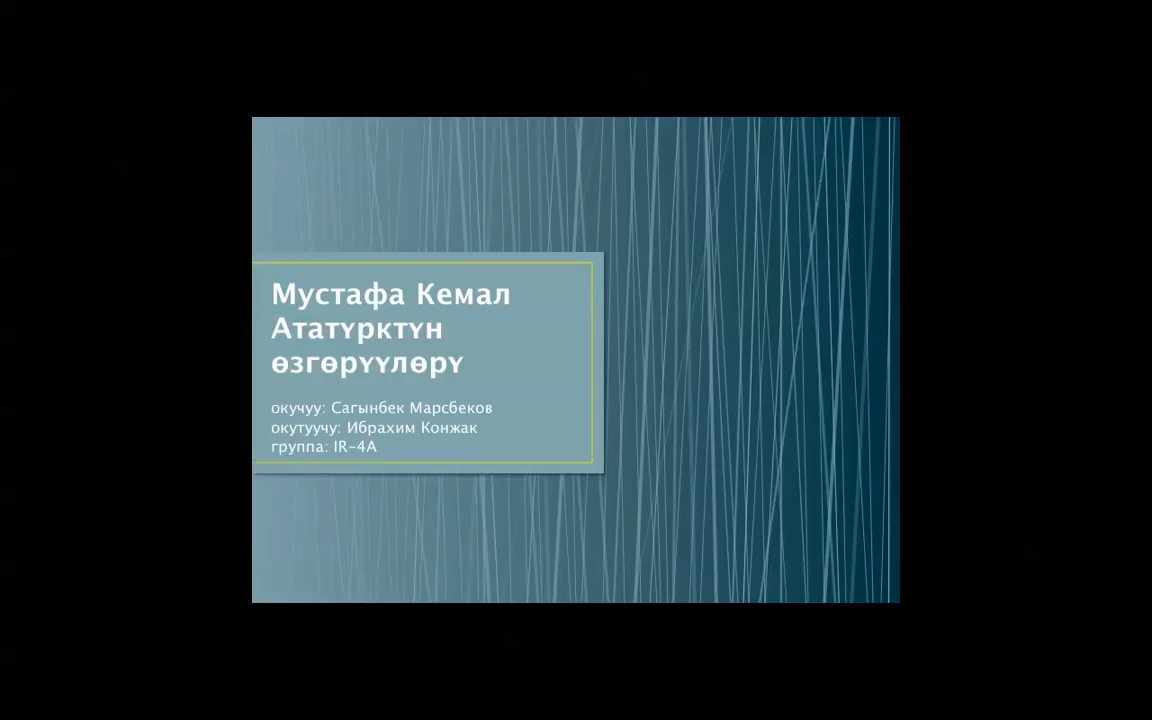 Мустафа Кемал
Ататүрктүн
өзгөрүүлөрү
окучуу: Сагынбек Марсбеков
окутуучу: Ибрахим Конжак
группа: IR-4A